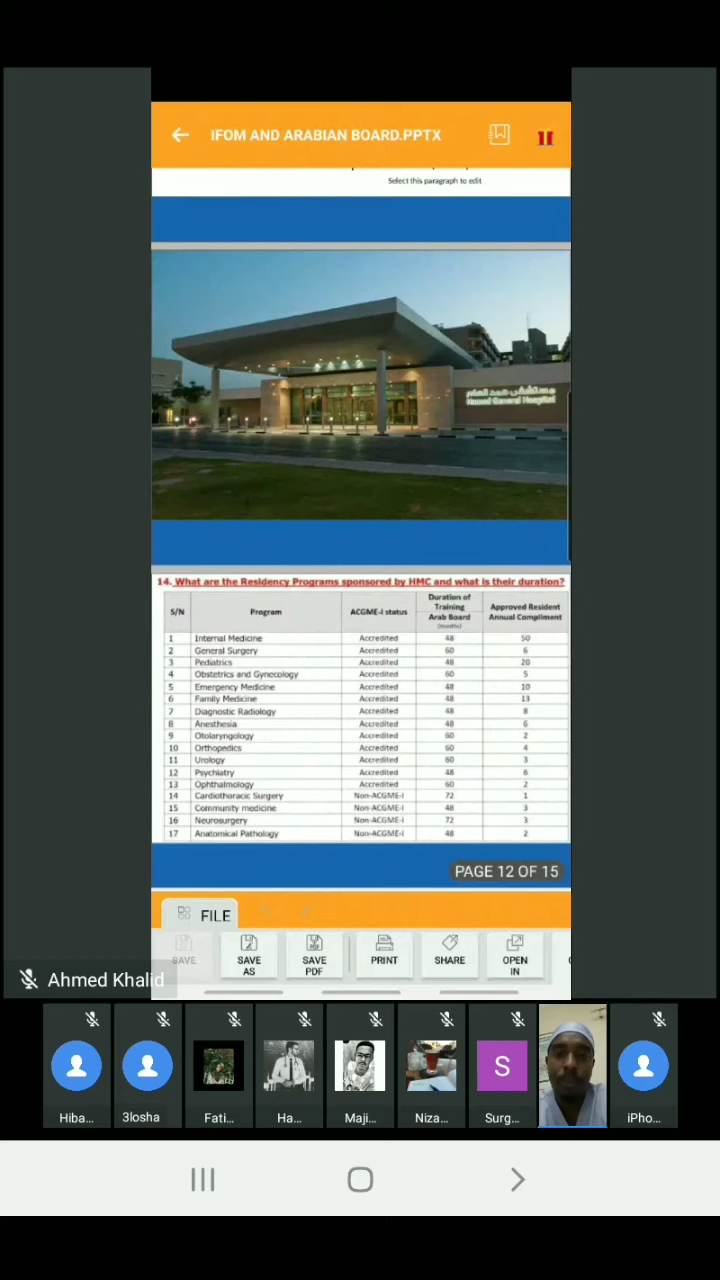 IFOM AND ARABIAN BOARD.PPTX
Select this paragraph to edit
مستشفى حمد العام
Hamad General Hospital
14. What are the Residency Programs sponsored by HMC and what is their duration?
S/N Program ACGME-I status Duration of Training Arab Board (months) Approved Resident Annual Compliment
1 Internal Medicine Accredited 48 50
2 General Surgery Accredited 60 6
3 Pediatrics Accredited 48 20
4 Obstetrics and Gynecology Accredited 60 5
5 Emergency Medicine Accredited 48 10
6 Family Medicine Accredited 48 13
7 Diagnostic Radiology Accredited 48 8
8 Anesthesia Accredited 48 6
9 Otolaryngology Accredited 60 2
10 Orthopedics Accredited 60 4
11 Urology Accredited 60 3
12 Psychiatry Accredited 48 6
13 Ophthalmology Accredited 60 2
14 Cardiothoracic Surgery Non-ACGME-I 72 1
15 Community medicine Non-ACGME-I 48 3
16 Neurosurgery Non-ACGME-I 72 3
17 Anatomical Pathology Non-ACGME-I 48 2
PAGE 12 OF 15
FILE
SAVE
SAVE AS
SAVE PDF
PRINT
SHARE
OPEN IN
Ahmed Khalid
S
Hiba...
3losha
Fati...
Ha...
Maji...
Niza...
Surg...
iPho...